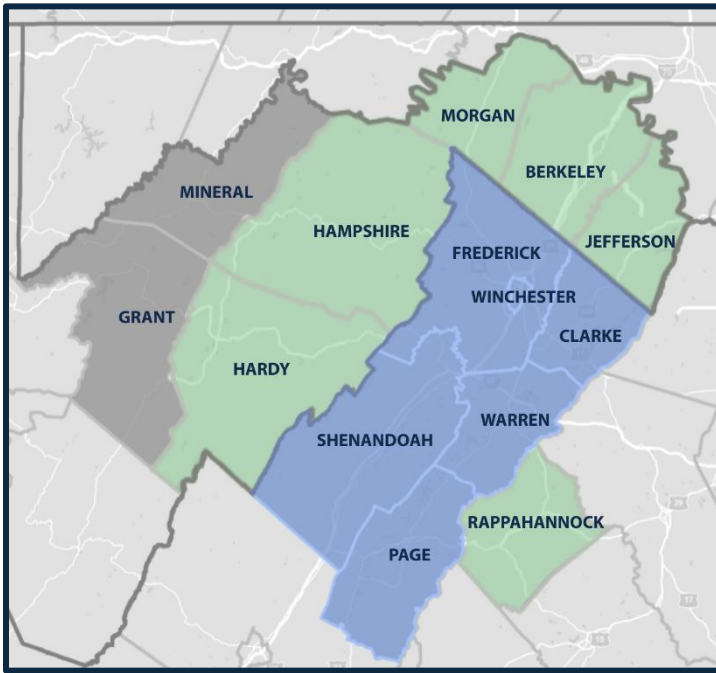 MORGAN
BERKELEY
MINERAL
HAMPSHIRE
JEFFERSON
FREDERICK
WINCHESTER
GRANT
CLARKE
HARDY
WARREN
SHENANDOAH
RAPPAHANNOCK
PAGE